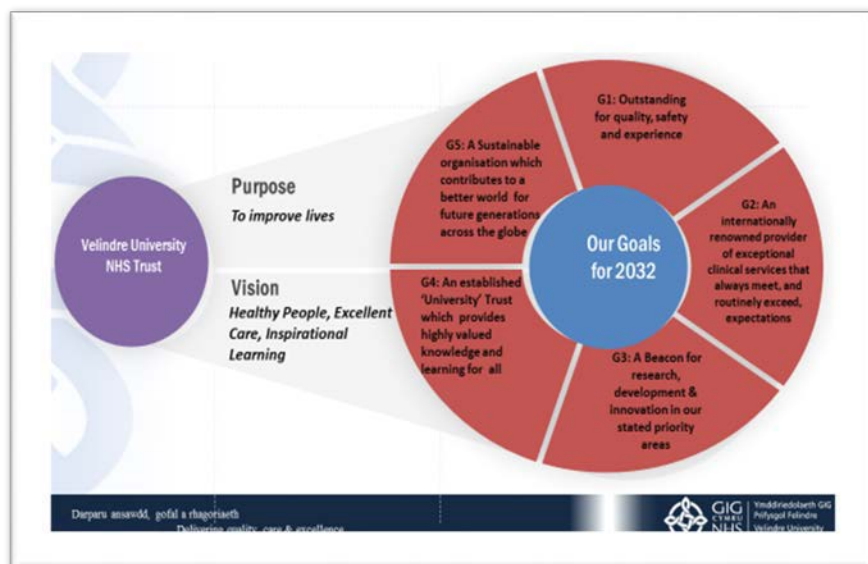 Velindre University
NHS Trust
Purpose
To improve lives
Vision
Healthy People, Excellent
Care, Inspirational
Learning
G1: Outstanding
for quality, safety
and experience
G2: An
internationally
renowned provider
of exceptional
clinical services that
always meet, and
routinely exceed,
expectations
G3: A Beacon for
research,
development &
innovation in our
stated priority
areas
G4: An established
‘University’ Trust
which provides
highly valued
knowledge and
learning for all
G5: A Sustainable
organisation which
contributes to a
better world for
future generations
across the globe
Our Goals
for 2032
Darparu ansawdd, gofal a rhagoriaeth
Delivering quality, care & excellence
GIG
CYMRU
NHS
Ymddiriedolaeth GIG
Prifysgol Felindre
Velindre University